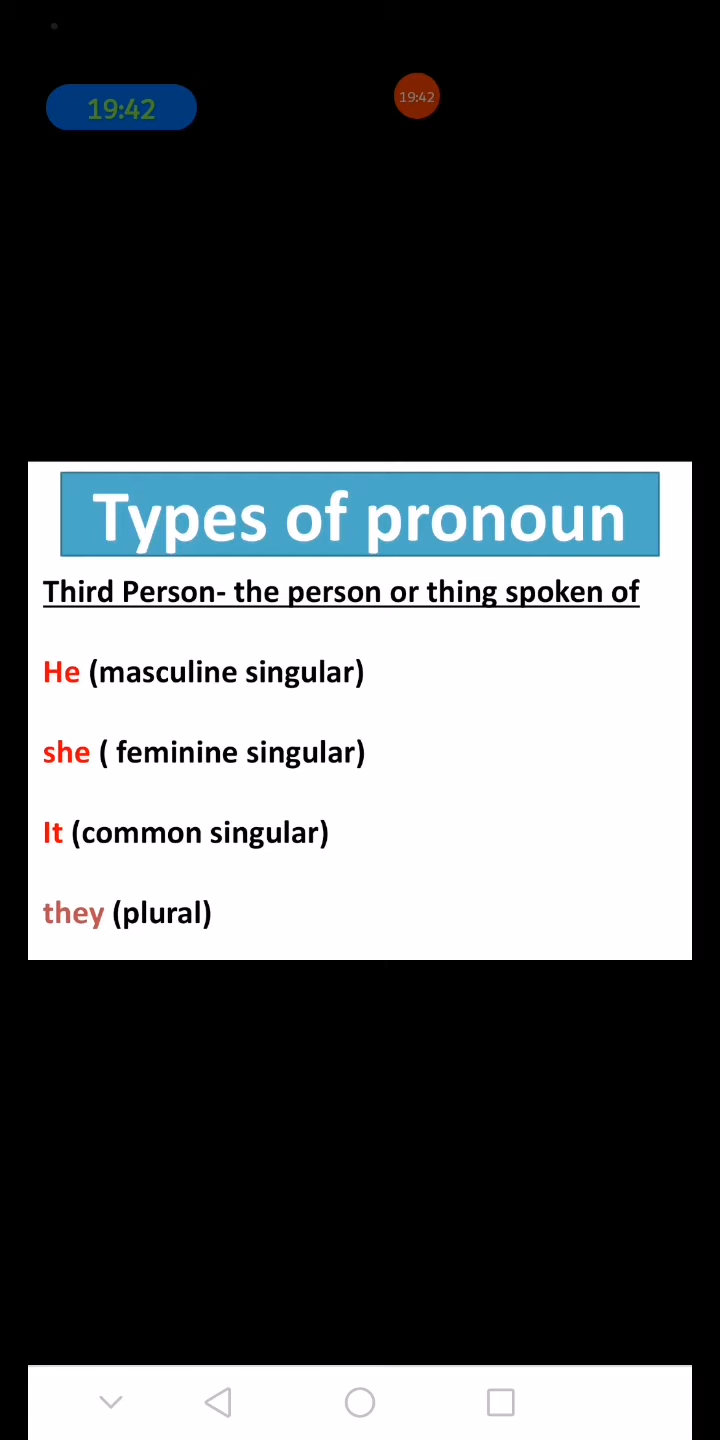 19:42
19:42
Types of pronoun
Third Person- the person or thing spoken of
He (masculine singular)
she ( feminine singular)
It (common singular)
they (plural)